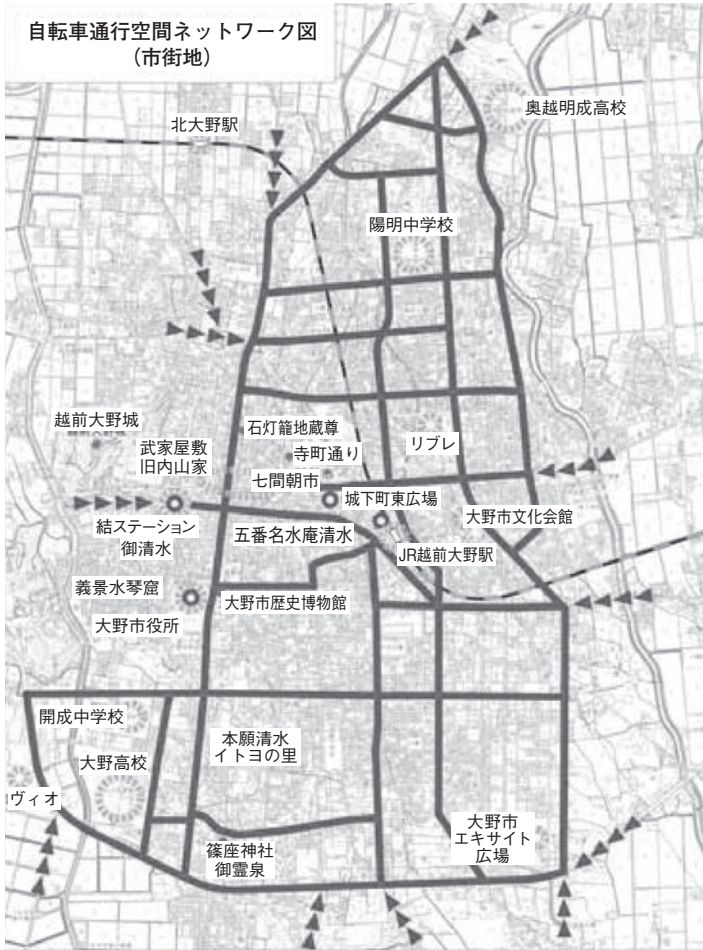 自転車通行空間ネットワーク図
(市街地)
奥越明成高校
北大野駅
陽明中学校
石灯籠地蔵尊
リブレ
越前大野城
武家屋敷
旧内山家
寺町通り
七間朝市
城下町東広場
大野市文化会館
結ステーション
御清水
五番名水庵清水
JR越前大野駅
義景水琴窟
大野市歴史博物館
大野市役所
開成中学校
本願清水
イトヨの里
大野高校
ヴィオ
大野市
エキサイト
広場
篠座神社
御霊泉